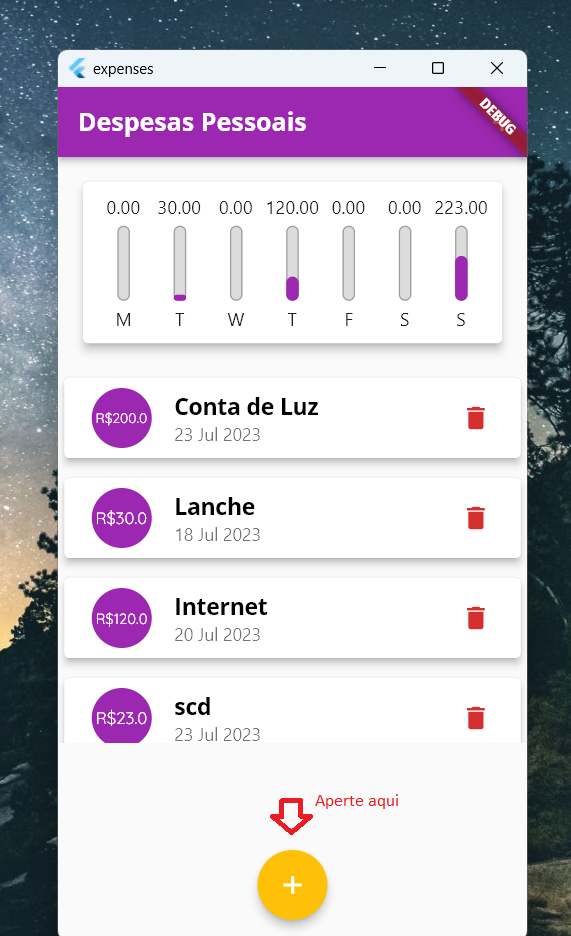 expenses
Despesas Pessoais
DEBUG
0.00 30.00 0.00 120.00 0.00 0.00 223.00
M T W T F S S
R$200.0
Conta de Luz
23 Jul 2023
R$30.0
Lanche
18 Jul 2023
R$120.0
Internet
20 Jul 2023
R$23.0
scd
23 Jul 2023
Aperte aqui
+